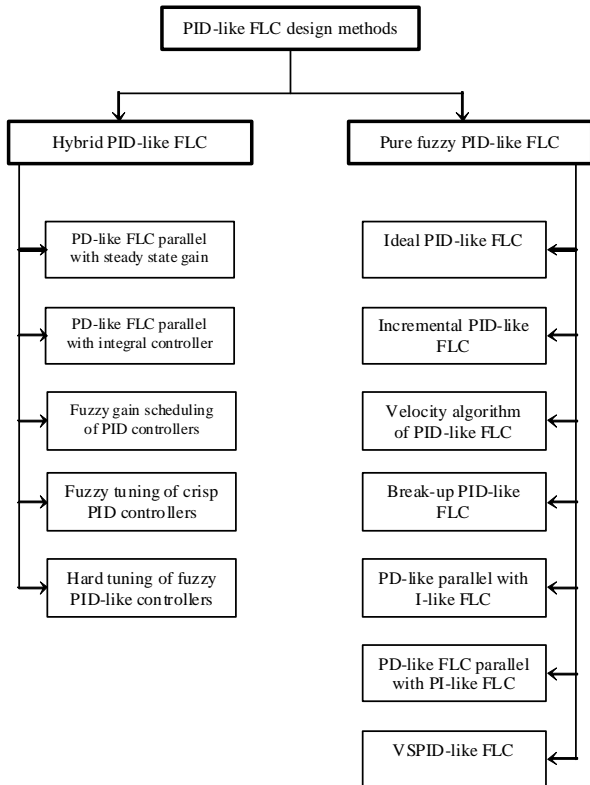 PID-like FLC design methods
Hybrid PID-like FLC
Pure fuzzy PID-like FLC
PD-like FLC parallel
with steady state gain
PD-like FLC parallel
with integral controller
Fuzzy gain scheduling
of PID controllers
Fuzzy tuning of crisp
PID controllers
Hard tuning of fuzzy
PID-like controllers
Ideal PID-like FLC
Incremental PID-like
FLC
Velocity algorithm
of PID-like FLC
Break-up PID-like
FLC
PD-like parallel with
I-like FLC
PD-like FLC parallel
with PI-like FLC
VSPID-like FLC